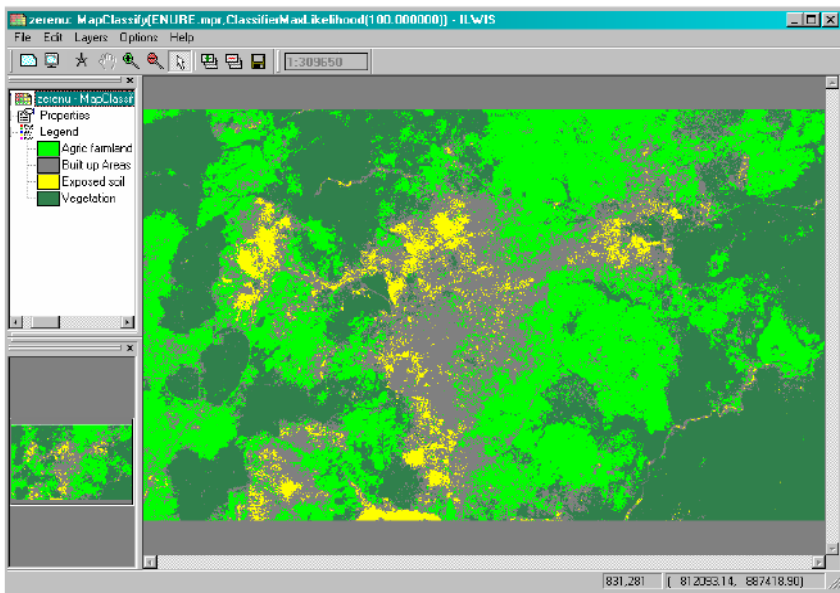 zerenu: MapClassify(ENURE.mpr,ClassifierMaxLikelihood(100.000000)) - ILWIS
File Edit Layers Options Help
1:309650
zerenu - MapClassif
Properties
Legend
Agric farmland
Built up Areas
Exposed soil
Vegetation
831,281 ( 812093.14, 887418.90)